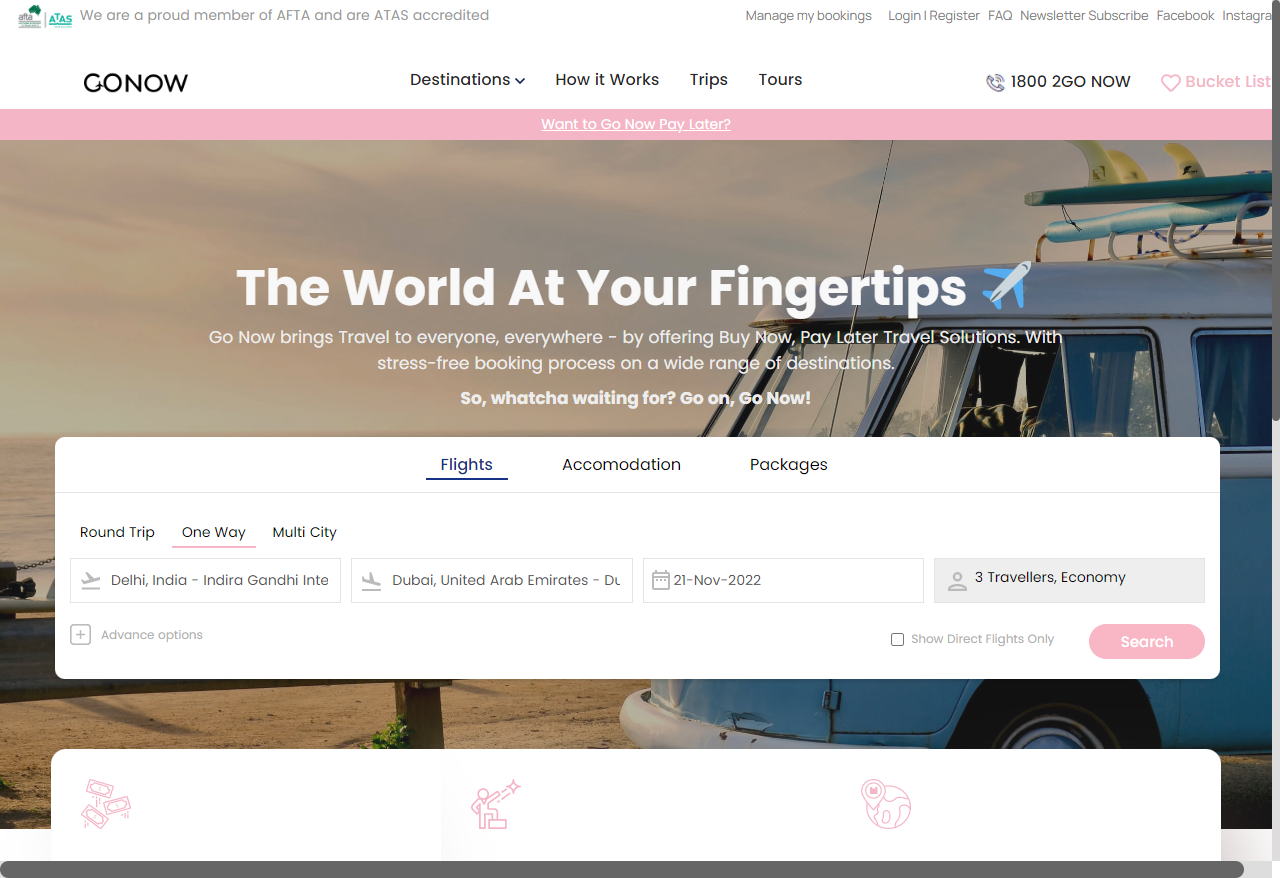 afta ATAS We are a proud member of AFTA and are ATAS accredited Manage my bookings Login | Register FAQ Newsletter Subscribe Facebook Instagra
GO NOW Destinations How it Works Trips Tours 1800 2GO NOW Bucket List
Want to Go Now Pay Later?
The World At Your Fingertips
Go Now brings Travel to everyone, everywhere - by offering Buy Now, Pay Later Travel Solutions. With
stress-free booking process on a wide range of destinations.
So, whatcha waiting for? Go on, Go Now!
Flights Accomodation Packages
Round Trip One Way Multi City
Delhi, India - Indira Gandhi Inte Dubai, United Arab Emirates - Du 21-Nov-2022 3 Travellers, Economy
Advance options Show Direct Flights Only Search